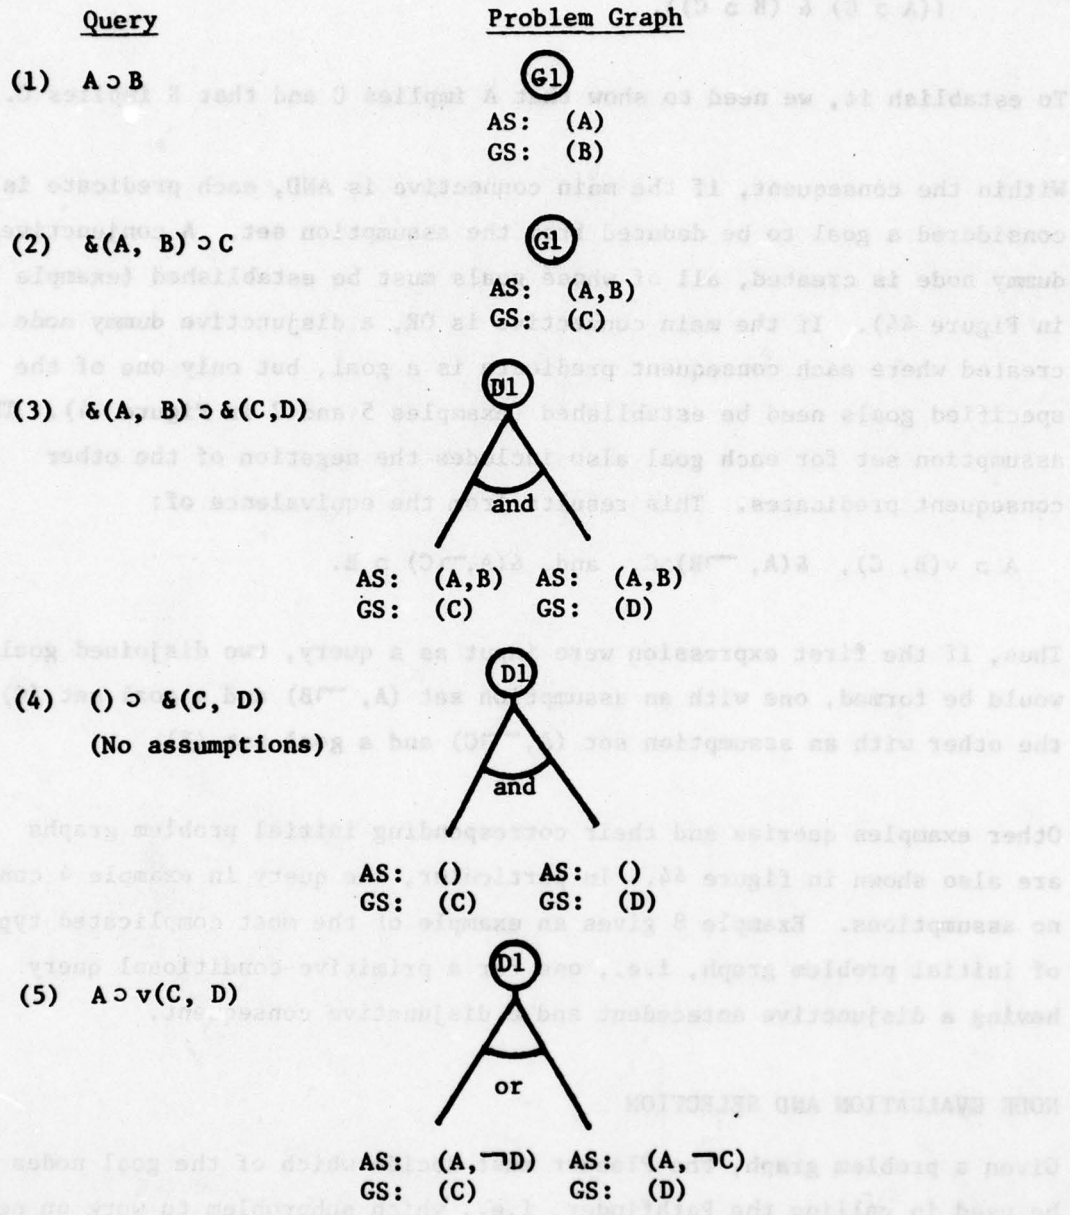 Query Problem Graph
(1) A ⊃ B
G1
AS: (A)
GS: (B)
(2) &(A, B) ⊃ C
G1
AS: (A,B)
GS: (C)
(3) &(A, B) ⊃ &(C,D)
D1
and
AS: (A,B) AS: (A,B)
GS: (C) GS: (D)
(4) () ⊃ &(C, D)
(No assumptions)
D1
and
AS: () AS: ()
GS: (C) GS: (D)
(5) A ⊃ v(C, D)
D1
or
AS: (A,¬D) AS: (A,¬C)
GS: (C) GS: (D)